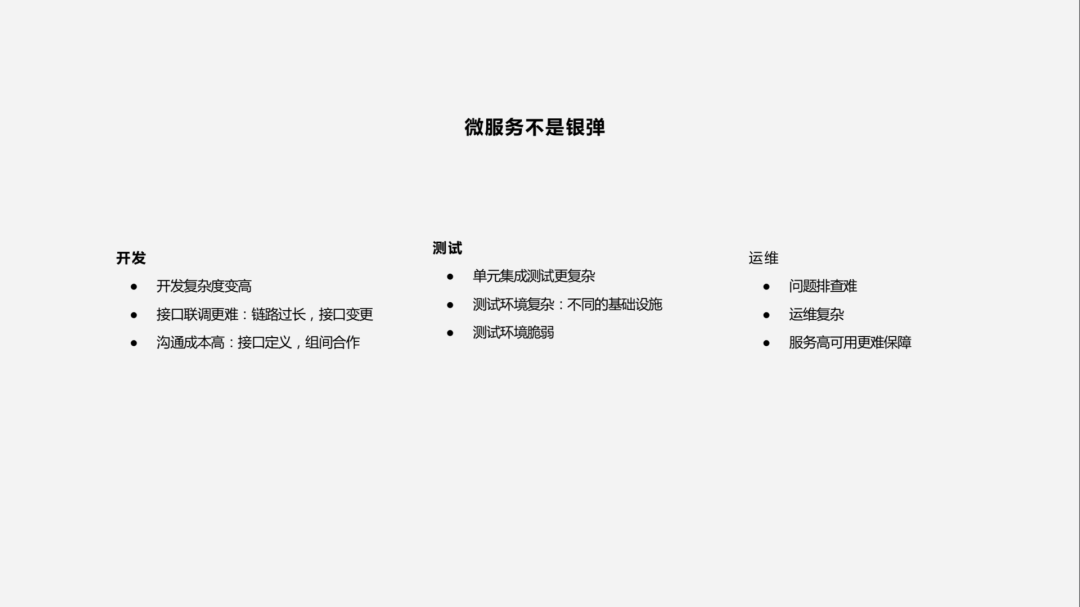 微服务不是银弹
开发
● 开发复杂度变高
● 接口联调更难：链路过长，接口变更
● 沟通成本高：接口定义，组间合作
测试
● 单元集成测试更复杂
● 测试环境复杂：不同的基础设施
● 测试环境脆弱
运维
● 问题排查难
● 运维复杂
● 服务高可用更难保障